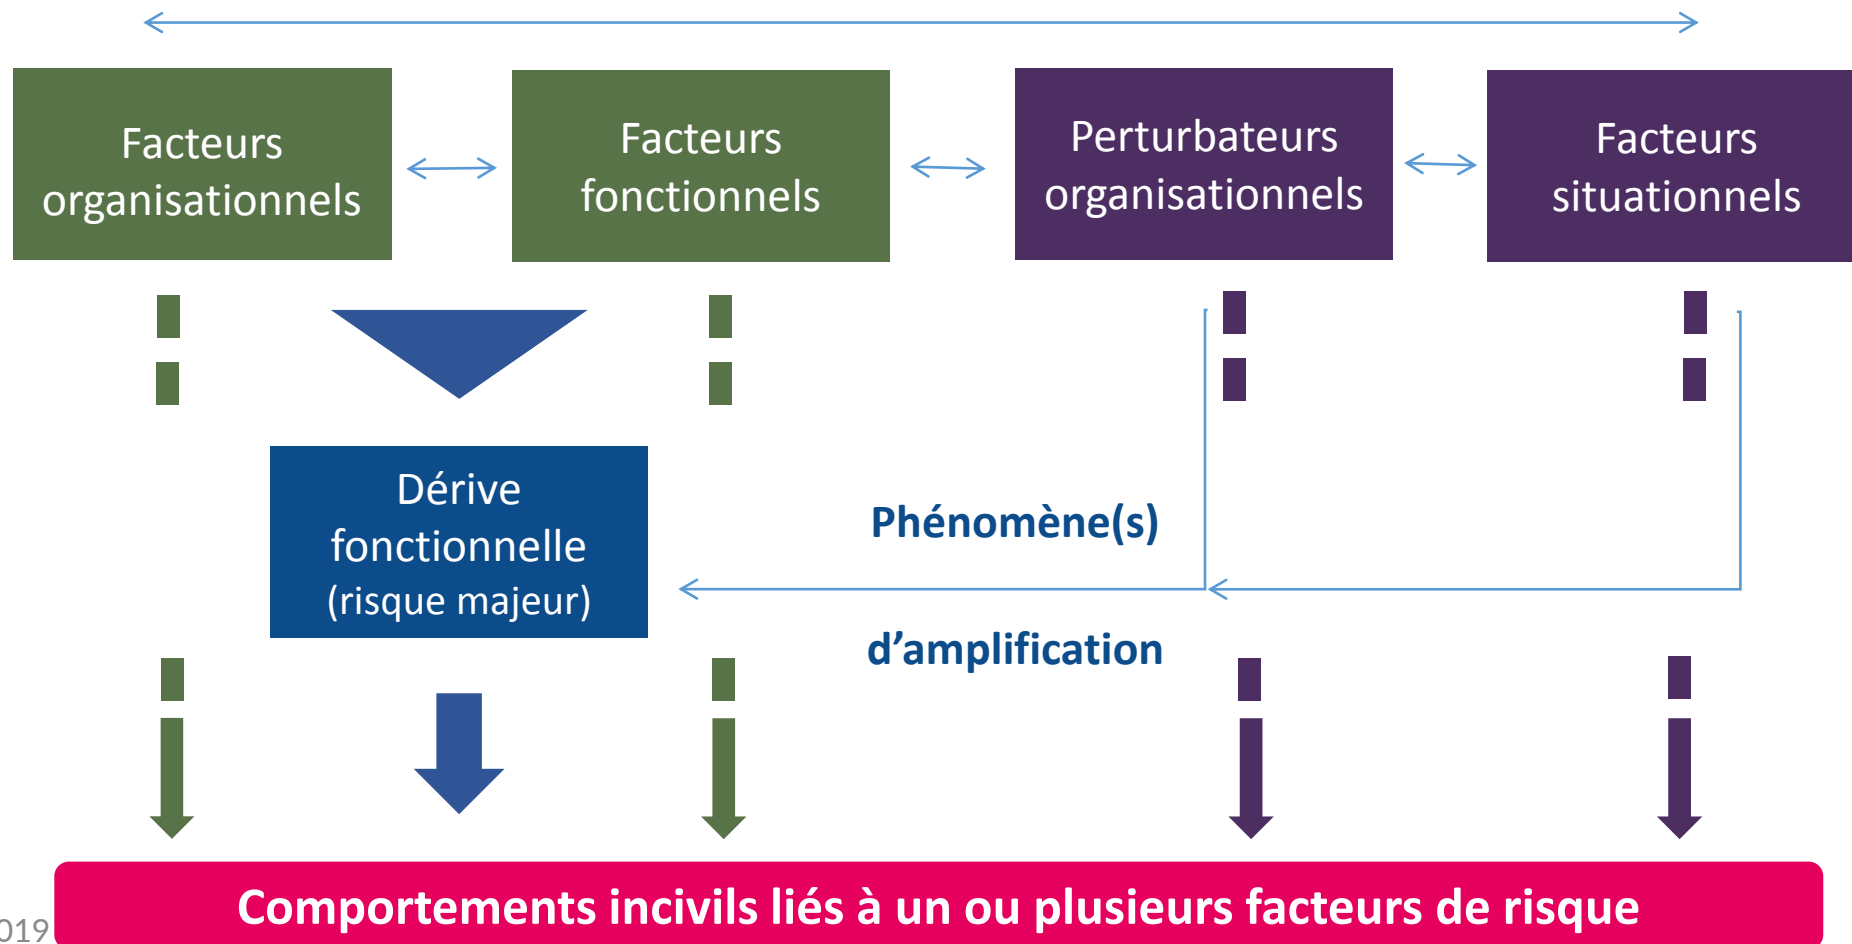 Facteurs
organisationnels
Facteurs
fonctionnels
Perturbateurs
organisationnels
Facteurs
situationnels
Dérive
fonctionnelle
(risque majeur)
Phénomène(s)
d’amplification
Comportements incivils liés à un ou plusieurs facteurs de risque
019